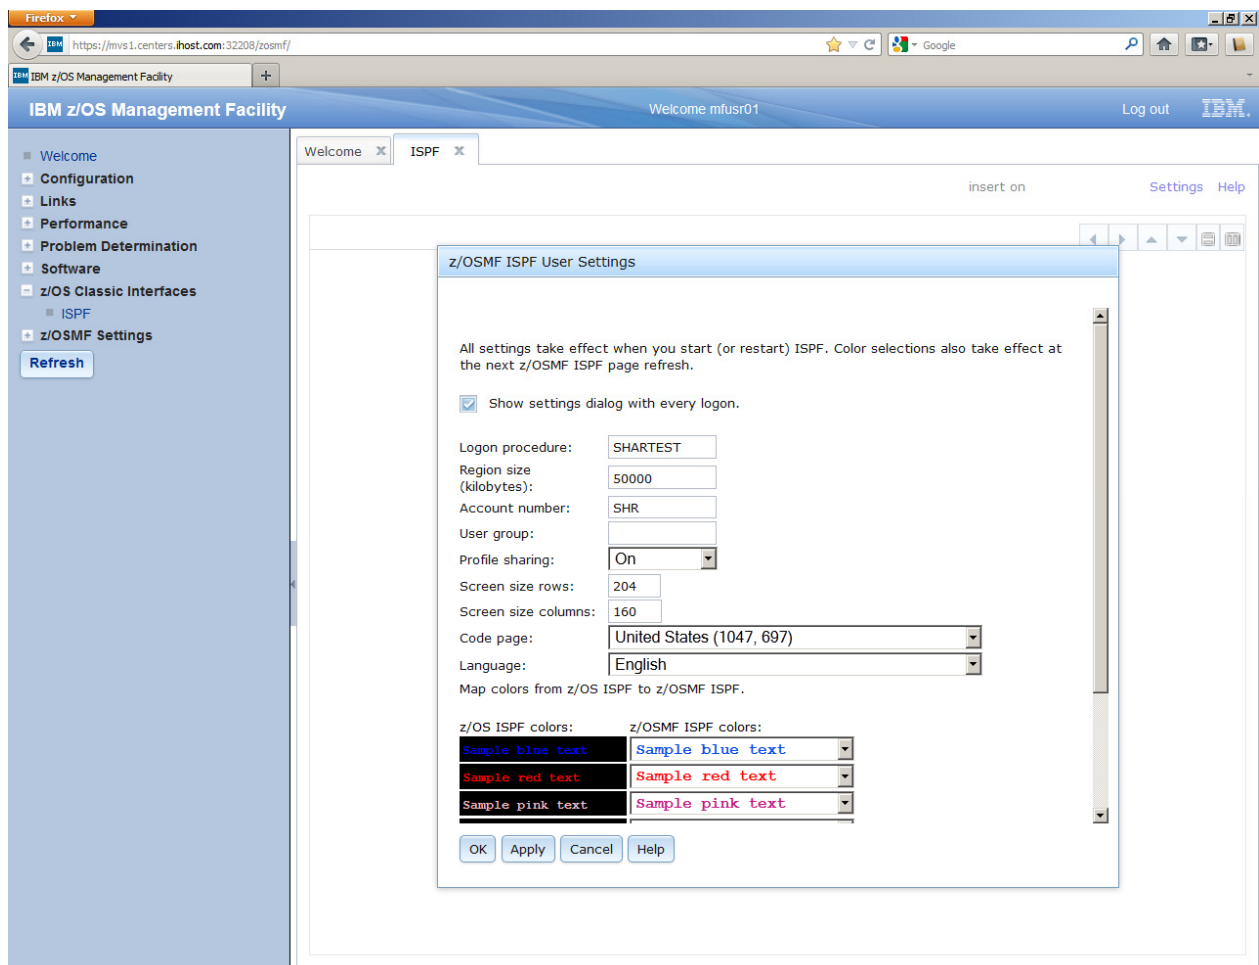 Firefox
IBM https://mvs1.centers.ihost.com:32208/zosmf/
Google
IBM IBM z/OS Management Facility
IBM z/OS Management Facility
Welcome mfusr01
Log out
IBM.
Welcome
Configuration
Links
Performance
Problem Determination
Software
z/OS Classic Interfaces
ISPF
z/OSMF Settings
Refresh
Welcome
ISPF
insert on
Settings Help
z/OSMF ISPF User Settings
All settings take effect when you start (or restart) ISPF. Color selections also take effect at
the next z/OSMF ISPF page refresh.
Show settings dialog with every logon.
Logon procedure: SHARTEST
Region size
(kilobytes): 50000
Account number: SHR
User group:
Profile sharing: On
Screen size rows: 204
Screen size columns: 160
Code page: United States (1047, 697)
Language: English
Map colors from z/OS ISPF to z/OSMF ISPF.
z/OS ISPF colors: z/OSMF ISPF colors:
Sample blue text Sample blue text
Sample red text Sample red text
Sample pink text Sample pink text
OK Apply Cancel Help